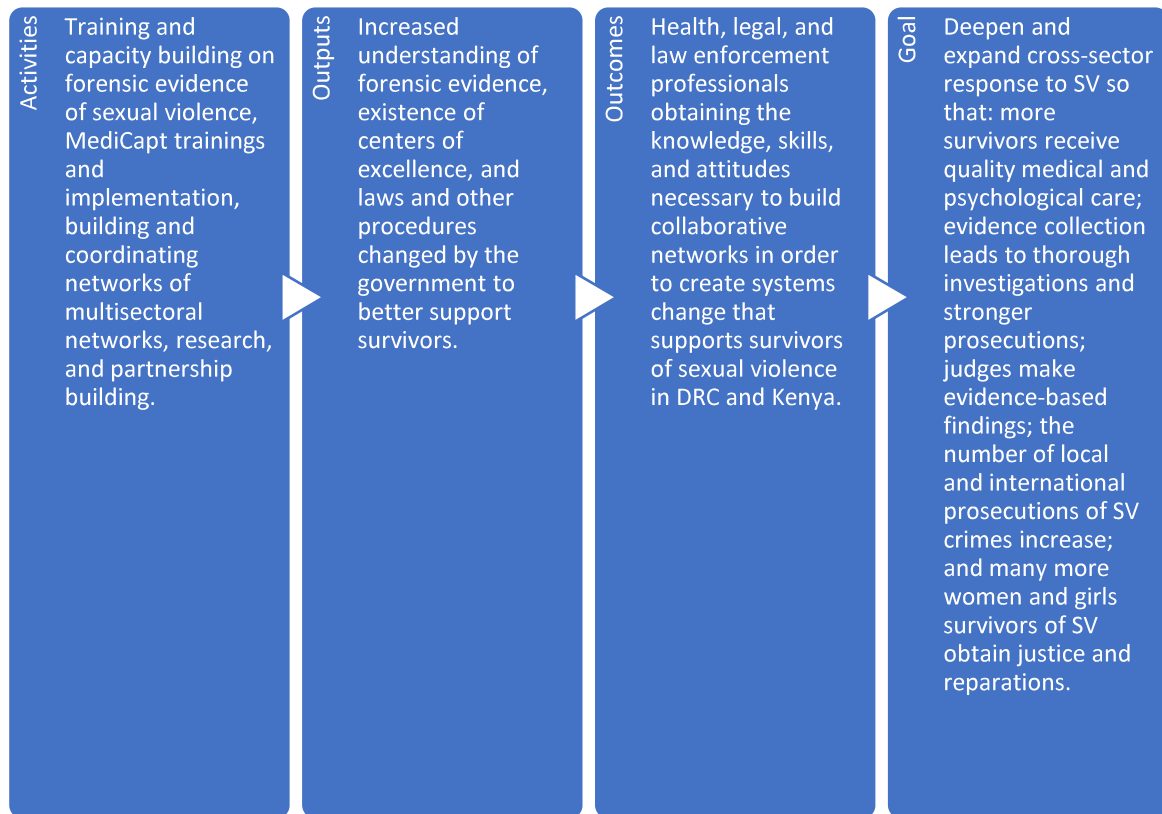 Activities
Training and
capacity building on
forensic evidence
of sexual violence,
MediCapt trainings
and
implementation,
building and
coordinating
networks of
multisectoral
networks, research,
and partnership
building.
Outputs
Increased
understanding of
forensic evidence,
existence of
centers of
excellence, and
laws and other
procedures
changed by the
government to
better support
survivors.
Outcomes
Health, legal, and
law enforcement
professionals
obtaining the
knowledge, skills,
and attitudes
necessary to build
collaborative
networks in order
to create systems
change that
supports survivors
of sexual violence
in DRC and Kenya.
Goal
Deepen and
expand cross-sector
response to SV so
that: more
survivors receive
quality medical and
psychological care;
evidence collection
leads to thorough
investigations and
stronger
prosecutions;
judges make
evidence-based
findings; the
number of local
and international
prosecutions of SV
crimes increase;
and many more
women and girls
survivors of SV
obtain justice and
reparations.